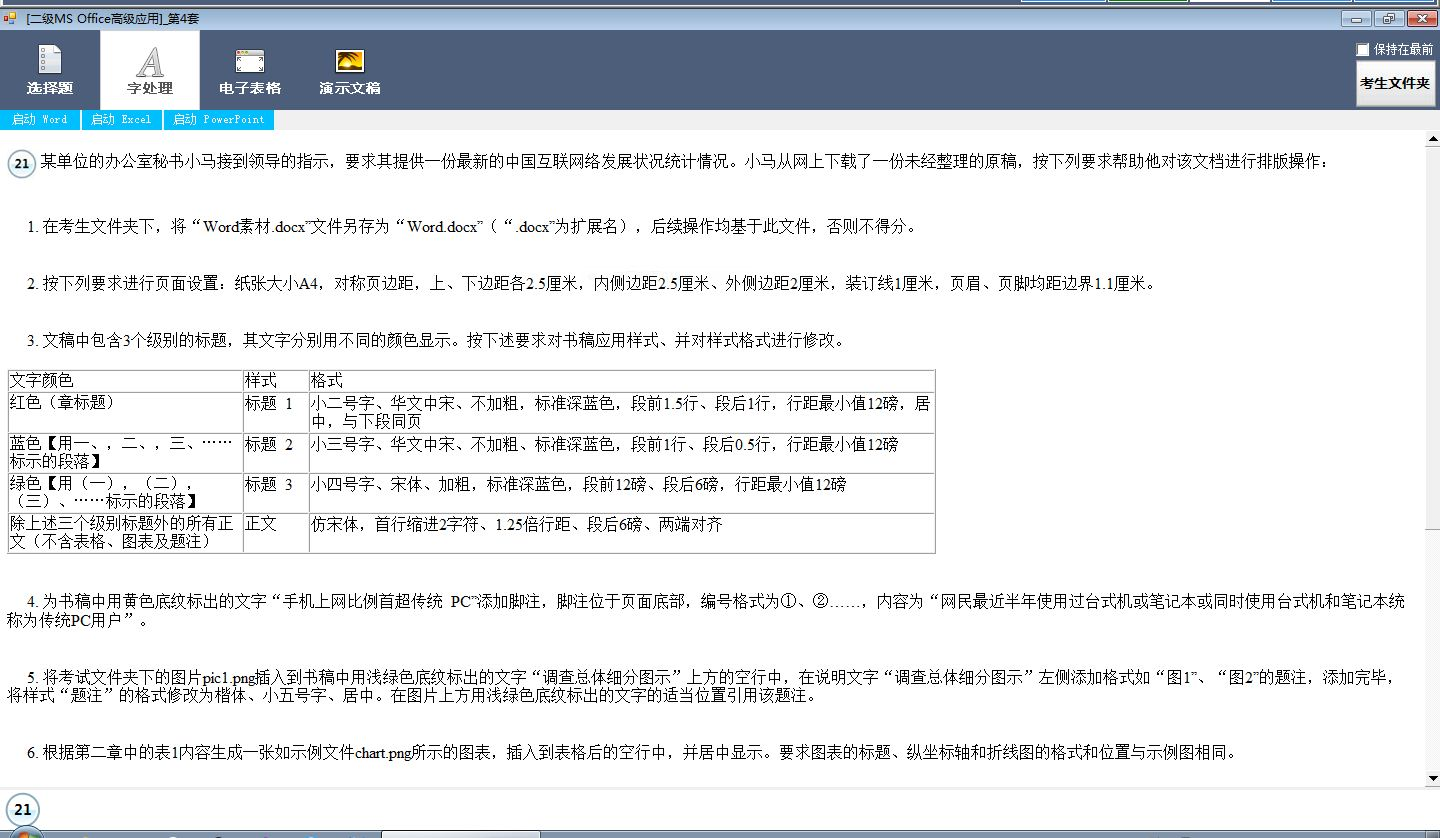 [二级MS Office高级应用]_第4套
选择题
字处理
电子表格
演示文稿
保持在最前
考生文件夹
启动 Word
启动 Excel
启动 PowerPoint
21 某单位的办公室秘书小马接到领导的指示，要求其提供一份最新的中国互联网络发展状况统计情况。小马从网上下载了一份未经整理的原稿，按下列要求帮助他对该文档进行排版操作：
1. 在考生文件夹下，将“Word素材.docx”文件另存为“Word.docx”（“.docx”为扩展名），后续操作均基于此文件，否则不得分。
2. 按下列要求进行页面设置：纸张大小A4，对称页边距，上、下边距各2.5厘米，内侧边距2.5厘米、外侧边距2厘米，装订线1厘米，页眉、页脚均距边界1.1厘米。
3. 文稿中包含3个级别的标题，其文字分别用不同的颜色显示。按下述要求对书稿应用样式、并对样式格式进行修改。
文字颜色 样式 格式
红色（章标题） 标题 1 小二号字、华文中宋、不加粗，标准深蓝色，段前1.5行、段后1行，行距最小值12磅，居
中，与下段同页
蓝色【用一、，二、，三、……
标示的段落】 标题 2 小三号字、华文中宋、不加粗、标准深蓝色，段前1行、段后0.5行，行距最小值12磅
绿色【用（一），（二），
（三）、……标示的段落】 标题 3 小四号字、宋体、加粗，标准深蓝色，段前12磅、段后6磅，行距最小值12磅
除上述三个级别标题外的所有正
文（不含表格、图表及题注） 正文 仿宋体，首行缩进2字符、1.25倍行距、段后6磅、两端对齐
4. 为书稿中用黄色底纹标出的文字“手机上网比例首超传统 PC”添加脚注，脚注位于页面底部，编号格式为①、②……，内容为“网民最近半年使用过台式机或笔记本或同时使用台式机和笔记本统
称为传统PC用户”。
5. 将考试文件夹下的图片pic1.png插入到书稿中用浅绿色底纹标出的文字“调查总体细分图示”上方的空行中，在说明文字“调查总体细分图示”左侧添加格式如“图1”、“图2”的题注，添加完毕，
将样式“题注”的格式修改为楷体、小五号字、居中。在图片上方用浅绿色底纹标出的文字的适当位置引用该题注。
6. 根据第二章中的表1内容生成一张如示例文件chart.png所示的图表，插入到表格后的空行中，并居中显示。要求图表的标题、纵坐标轴和折线图的格式和位置与示例图相同。
21